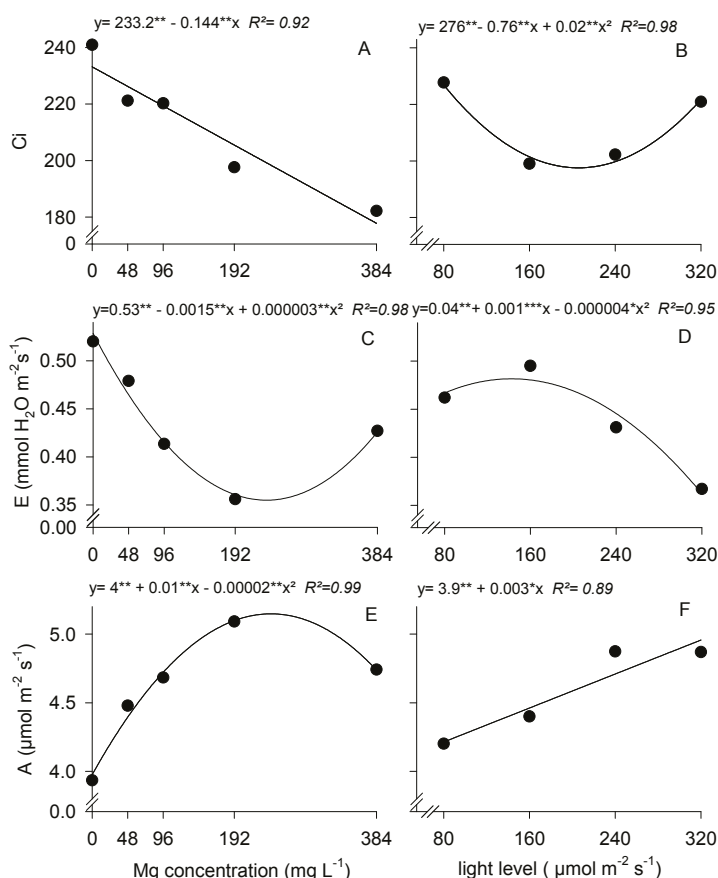 y= 233.2** - 0.144**x R²= 0.92
y= 276**- 0.76**x + 0.02**x² R²=0.98
A
B
240
220
200
180
0
Ci
0 48 96 192 384
80 160 240 320
y=0.53** - 0.0015**x + 0.000003**x² R²=0.98
y=0.04**+ 0.001***x - 0.000004*x² R²=0.95
C
D
0.50
0.45
0.40
0.35
0.00
E (mmol H₂O m⁻²s⁻¹)
0 48 96 192 384
80 160 240 320
y= 4** + 0.01**x - 0.00002**x² R²=0.99
y= 3.9** + 0.003*x R²= 0.89
E
F
5.0
4.5
4.0
0.0
A (µmol m⁻² s⁻¹)
0 48 96 192 384
80 160 240 320
Mg concentration (mg L⁻¹)
light level ( µmol m⁻² s⁻¹)